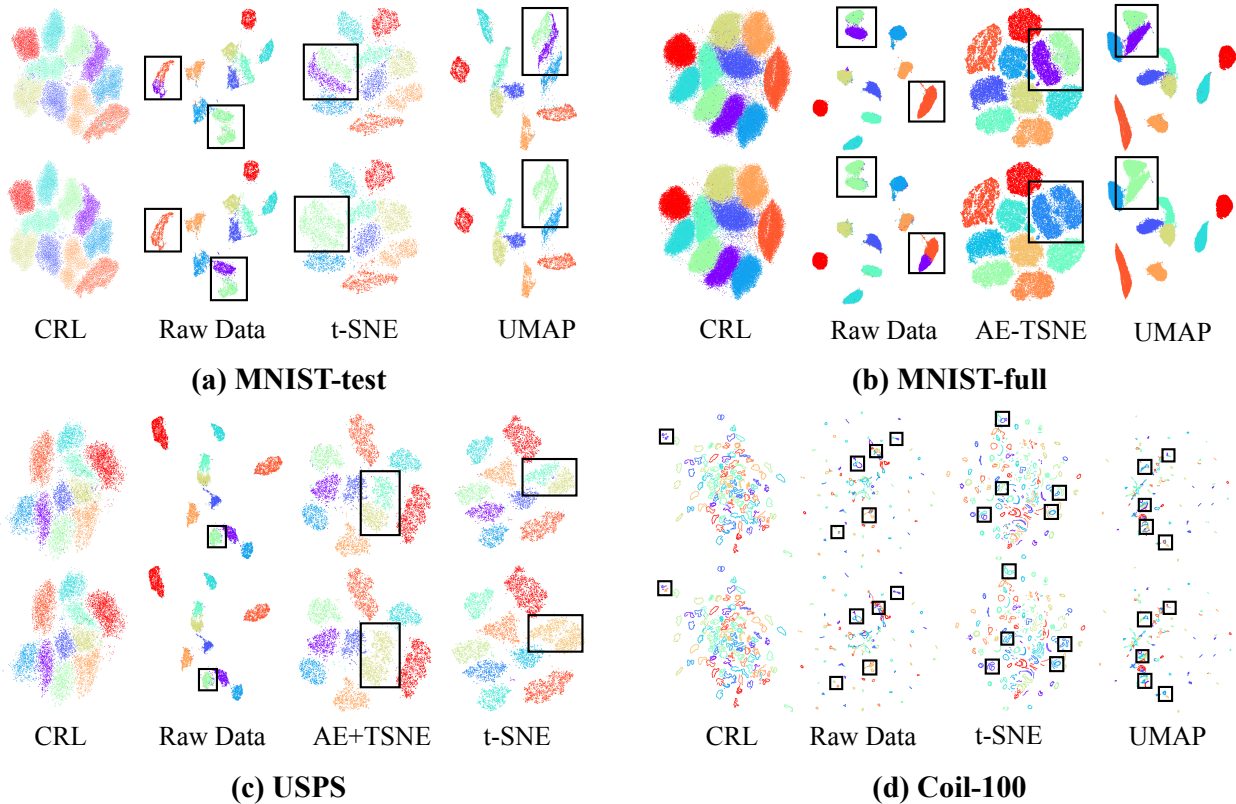 CRL Raw Data t-SNE UMAP
(a) MNIST-test
CRL Raw Data AE-TSNE UMAP
(b) MNIST-full
CRL Raw Data AE+TSNE t-SNE
(c) USPS
CRL Raw Data t-SNE UMAP
(d) Coil-100